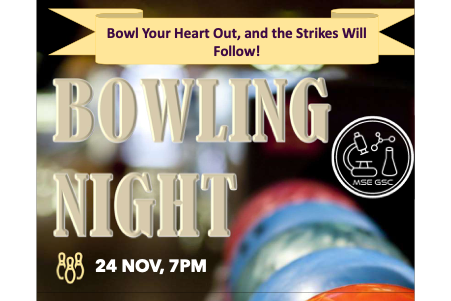 Bowl Your Heart Out, and the Strikes Will
Follow!
BOWLING
NIGHT
MSE GSC
24 NOV, 7PM